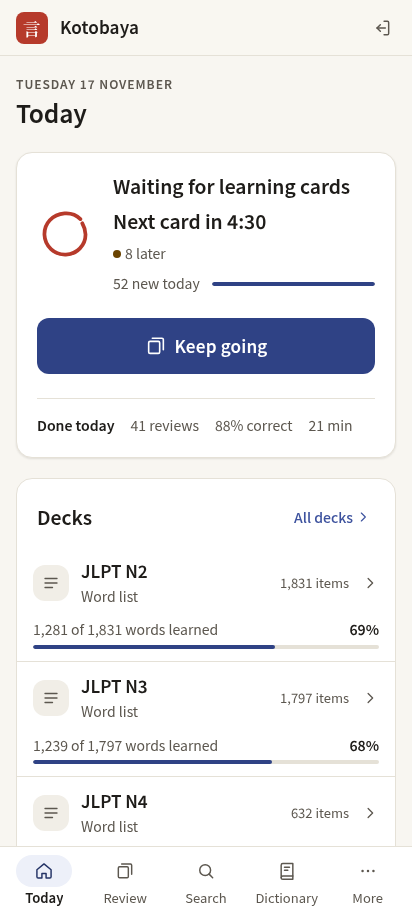 言 Kotobaya
TUESDAY 17 NOVEMBER
Today
Waiting for learning cards
Next card in 4:30
8 later
52 new today
Keep going
Done today 41 reviews 88% correct 21 min
Decks All decks
JLPT N2
Word list
1,831 items
1,281 of 1,831 words learned 69%
JLPT N3
Word list
1,797 items
1,239 of 1,797 words learned 68%
JLPT N4
Word list
632 items
Today Review Search Dictionary More